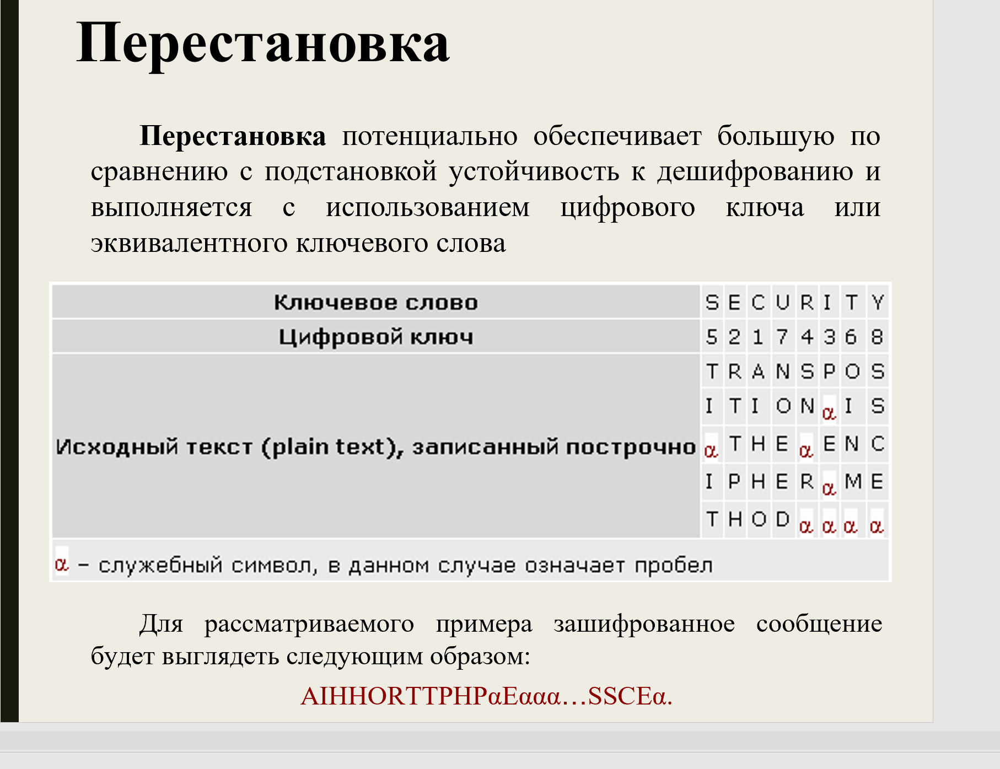 Перестановка
Перестановка потенциально обеспечивает большую по
сравнению с подстановкой устойчивость к дешифрованию и
выполняется с использованием цифрового ключа или
эквивалентного ключевого слова
Ключевое слово S E C U R I T Y
Цифровой ключ 5 2 1 7 4 3 6 8
T R A N S P O S
I T I O N α I S
Исходный текст (plain text), записанный построчно α T H E α E N C
I P H E R α M E
T H O D α α α α
α – служебный символ, в данном случае означает пробел
Для рассматриваемого примера зашифрованное сообщение
будет выглядеть следующим образом:
AIHHORTTPHPαEααα…SSCEα.